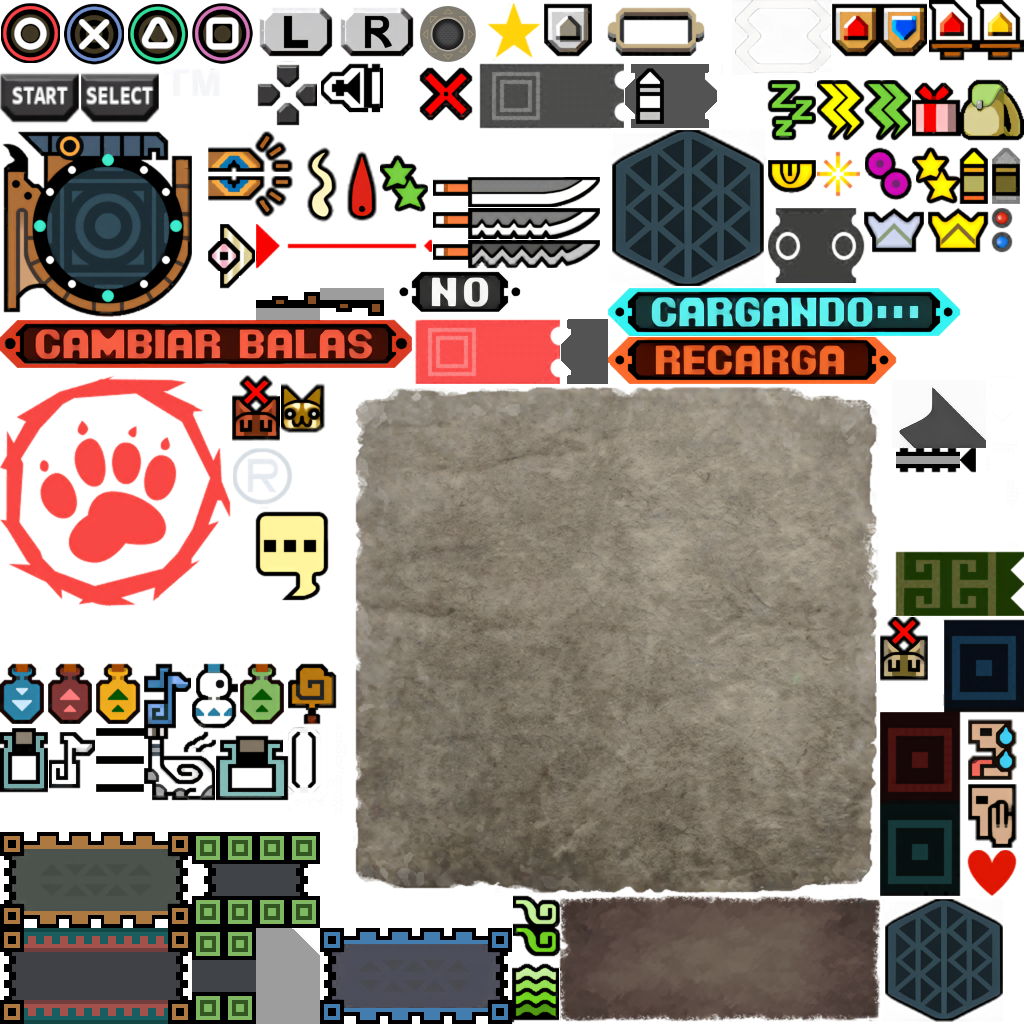 L R
START SELECT
TM
NO
CARGANDO...
CAMBIAR BALAS
RECARGA
®